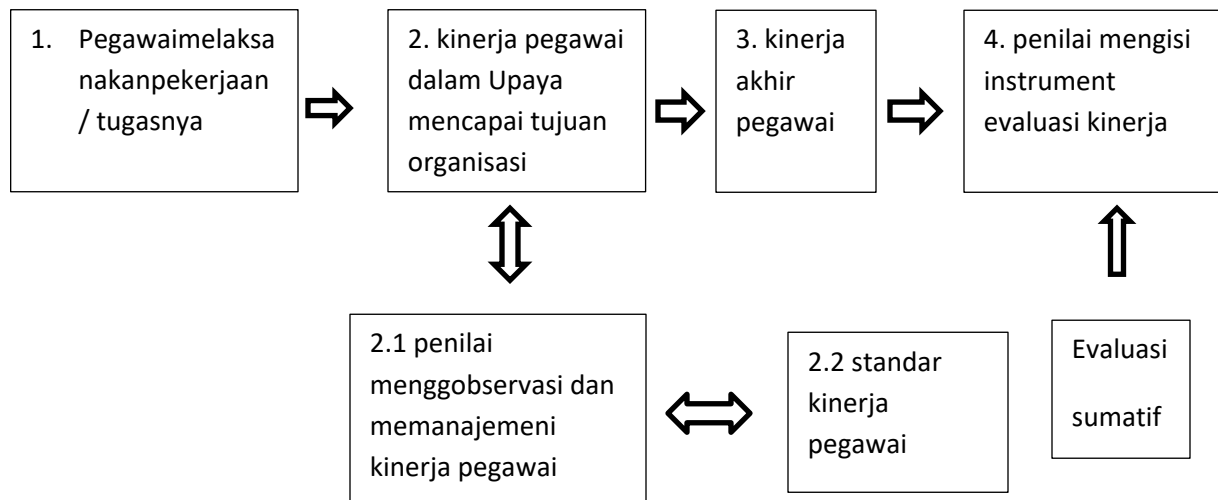 1. Pegawaimelaksa
nakanpekerjaan
/ tugasnya
2. kinerja pegawai
dalam Upaya
mencapai tujuan
organisasi
3. kinerja
akhir
pegawai
4. penilai mengisi
instrument
evaluasi kinerja
2.1 penilai
menggobservasi dan
memanajemeni
kinerja pegawai
2.2 standar
kinerja
pegawai
Evaluasi
sumatif